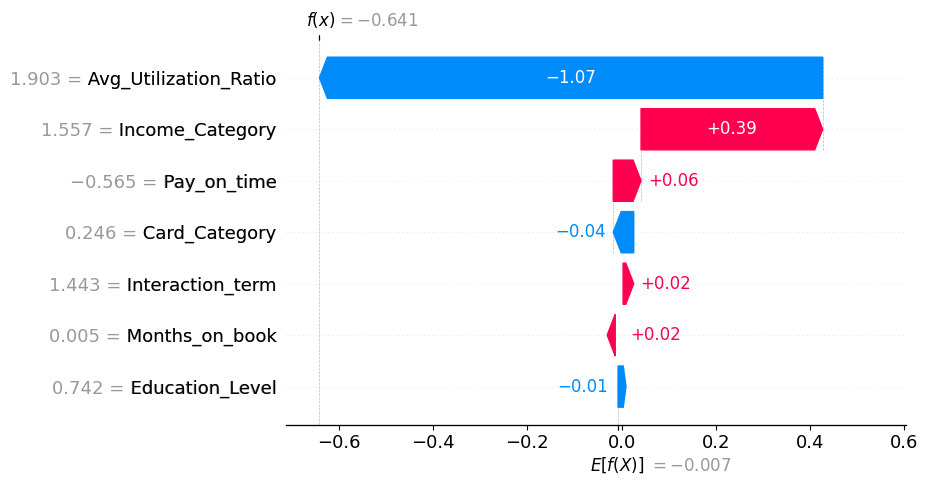 f(x) = −0.641
1.903 = Avg_Utilization_Ratio
−1.07
1.557 = Income_Category
+0.39
−0.565 = Pay_on_time
+0.06
0.246 = Card_Category
−0.04
1.443 = Interaction_term
+0.02
0.005 = Months_on_book
+0.02
0.742 = Education_Level
−0.01
−0.6 −0.4 −0.2 0.0 0.2 0.4 0.6
E[f(X)] = −0.007